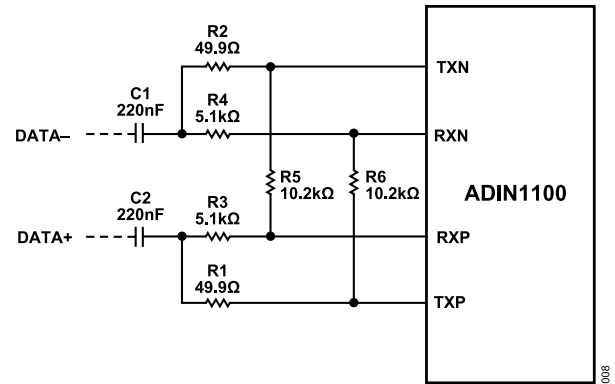 R2
49.9Ω
TXN
C1
220nF
R4
5.1kΩ
DATA–
RXN
R5
10.2kΩ
R6
10.2kΩ
ADIN1100
C2
220nF
R3
5.1kΩ
DATA+
RXP
R1
49.9Ω
TXP
008